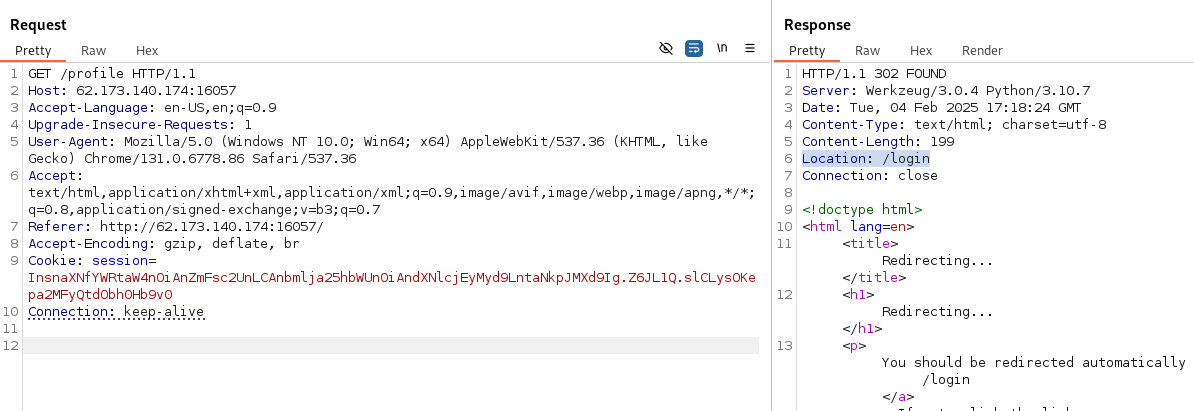 Request
Pretty Raw Hex
\n
1 GET /profile HTTP/1.1
2 Host: 62.173.140.174:16057
3 Accept-Language: en-US,en;q=0.9
4 Upgrade-Insecure-Requests: 1
5 User-Agent: Mozilla/5.0 (Windows NT 10.0; Win64; x64) AppleWebKit/537.36 (KHTML, like
Gecko) Chrome/131.0.6778.86 Safari/537.36
6 Accept:
text/html,application/xhtml+xml,application/xml;q=0.9,image/avif,image/webp,image/apng,*/*;
q=0.8,application/signed-exchange;v=b3;q=0.7
7 Referer: http://62.173.140.174:16057/
8 Accept-Encoding: gzip, deflate, br
9 Cookie: session=
InsnaXNfYWRtaW4nOiAnZmFsc2UnLCAnbmlja25hbWUnOiAndXNlcjEyMyd9LntaNkpJMXd9Ig.Z6JL1Q.slCLysOKe
pa2MFyQtdObh0Hb9v0
10 Connection: keep-alive
11
12
Response
Pretty Raw Hex Render
1 HTTP/1.1 302 FOUND
2 Server: Werkzeug/3.0.4 Python/3.10.7
3 Date: Tue, 04 Feb 2025 17:18:24 GMT
4 Content-Type: text/html; charset=utf-8
5 Content-Length: 199
6 Location: /login
7 Connection: close
8
9 <!doctype html>
10 <html lang=en>
11 <title>
Redirecting...
</title>
12 <h1>
Redirecting...
</h1>
13 <p>
You should be redirected automatically
/login
</a>